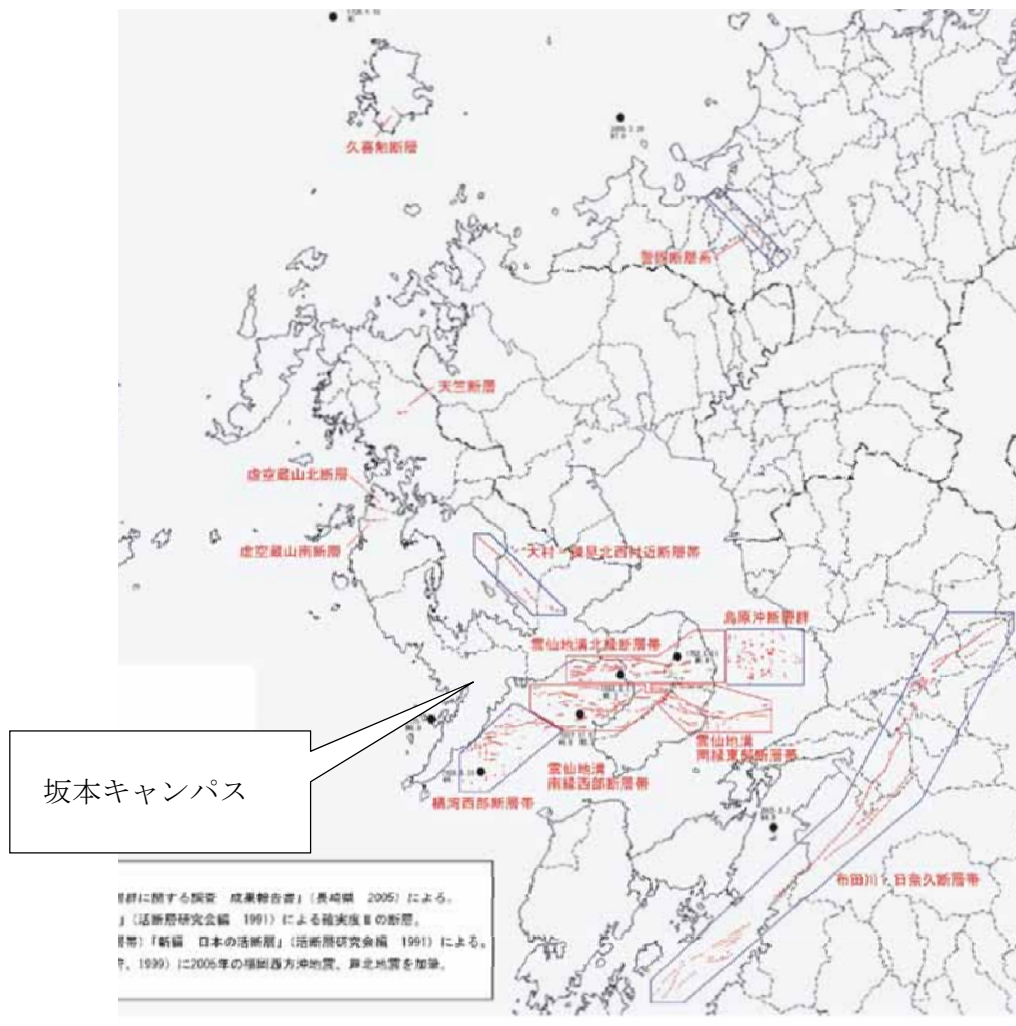 久喜触断層
警固断層系
天竺断層
虚空蔵山北断層
虚空蔵山南断層
大村・諫早北西付近断層帯
島原沖断層群
雲仙地溝北縁断層帯
雲仙地溝
南縁東部断層帯
雲仙地溝
南縁西部断層帯
橘湾西部断層帯
坂本キャンパス
布田川・日奈久断層帯
層群に関する調査 成果報告書」(長崎県 2005)による。
」(活断層研究会編 1991)による確実度Ⅲの断層。
層帯)「新編 日本の活断層」(活断層研究会編 1991)による。
1999)に2005年の福岡西方沖地震、芦北地震を加筆。